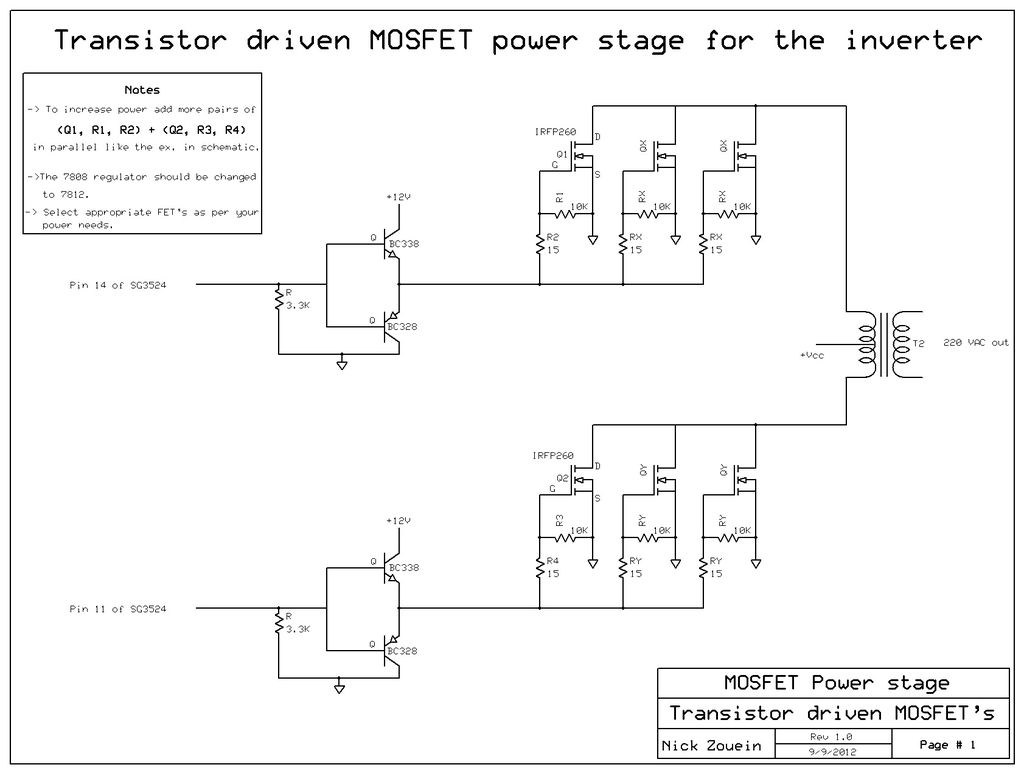 Transistor driven MOSFET power stage for the inverter
Notes
-> To increase power add more pairs of
(Q1, R1, R2) + (Q2, R3, R4)
in parallel like the ex. in schematic.
->The 7808 regulator should be changed
to 7812.
-> Select appropriate FET's as per your
power needs.
IRFP260
D
Q1
G
S
QX
QX
R1
10K
RX
10K
RX
10K
R2
15
RX
15
RX
15
+12V
Q
BC338
Pin 14 of SG3524
R
3.3K
Q
BC328
+Vcc
T2
220 VAC out
IRFP260
D
Q2
G
S
QY
QY
R3
10K
RY
10K
RY
10K
R4
15
RY
15
RY
15
+12V
Q
BC338
Pin 11 of SG3524
R
3.3K
Q
BC328
MOSFET Power stage
Transistor driven MOSFET's
Nick Zouein
Rev 1.0
9/9/2012
Page # 1